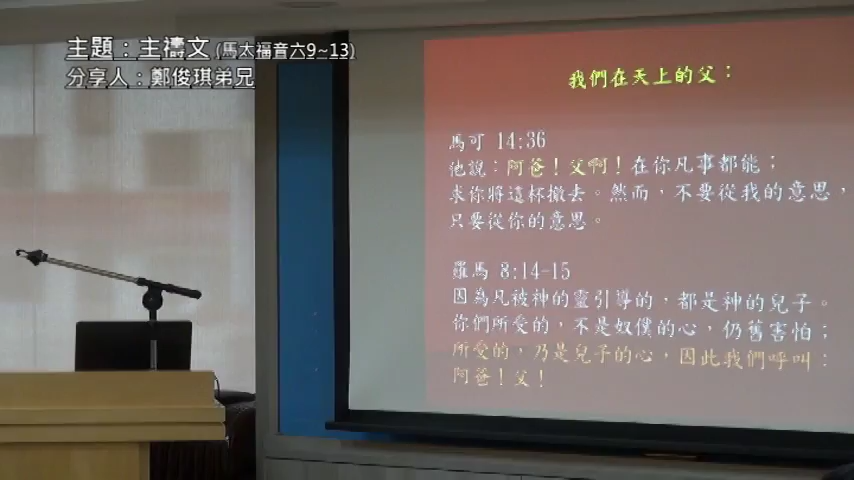 主題：主禱文 (馬太福音六9~13)
分享人：鄭俊琪弟兄
我們在天上的父：
馬可 14:36
他說：阿爸！父啊！在你凡事都能；
求你將這杯撤去。然而，不要從我的意思，
只要從你的意思。
羅馬 8:14-15
因為凡被神的靈引導的，都是神的兒子。
你們所受的，不是奴僕的心，仍舊害怕；
所受的，乃是兒子的心，因此我們呼叫：
阿爸！父！